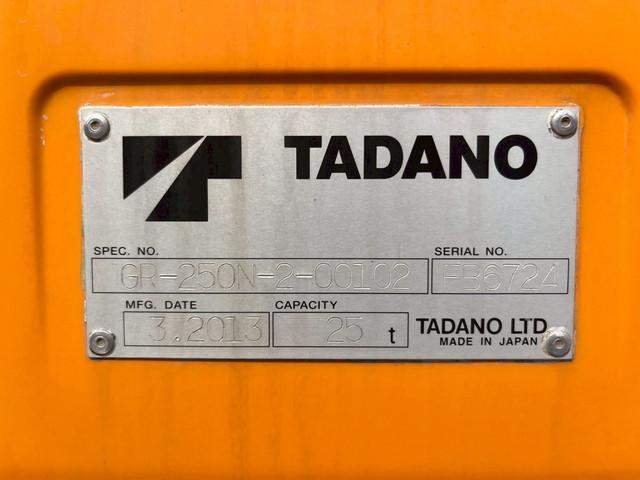 TADANO
SPEC. NO. SERIAL NO.
GR-250N-2-00102 FB6724
MFG. DATE CAPACITY
3.2013 25 t TADANO LTD
MADE IN JAPAN